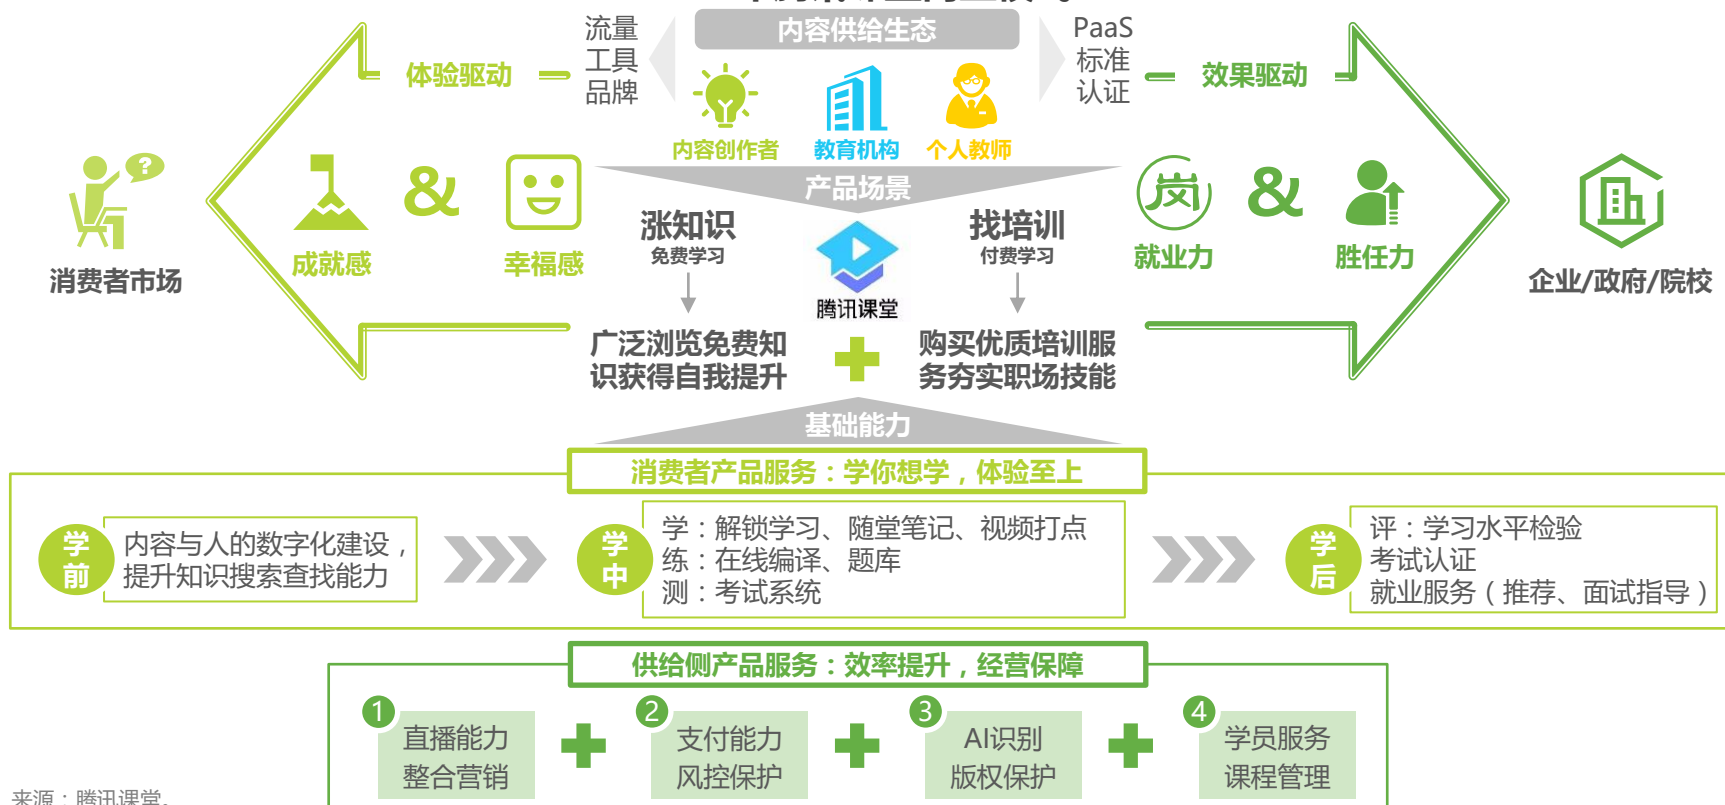 流量
工具
品牌
内容供给生态
PaaS
标准
认证
体验驱动
效果驱动
内容创作者
教育机构
个人教师
产品场景
?
&
岗
&
成就感
幸福感
就业力
胜任力
消费者市场
企业/政府/院校
涨知识
免费学习
找培训
付费学习
腾讯课堂
广泛浏览免费知
识获得自我提升
购买优质培训服
务夯实职场技能
基础能力
消费者产品服务：学你想学，体验至上
学前
内容与人的数字化建设，
提升知识搜索查找能力
学中
学：解锁学习、随堂笔记、视频打点
练：在线编译、题库
测：考试系统
学后
评：学习水平检验
考试认证
就业服务（推荐、面试指导）
供给侧产品服务：效率提升，经营保障
1
直播能力
整合营销
2
支付能力
风控保护
3
AI识别
版权保护
4
学员服务
课程管理
来源：腾讯课堂。